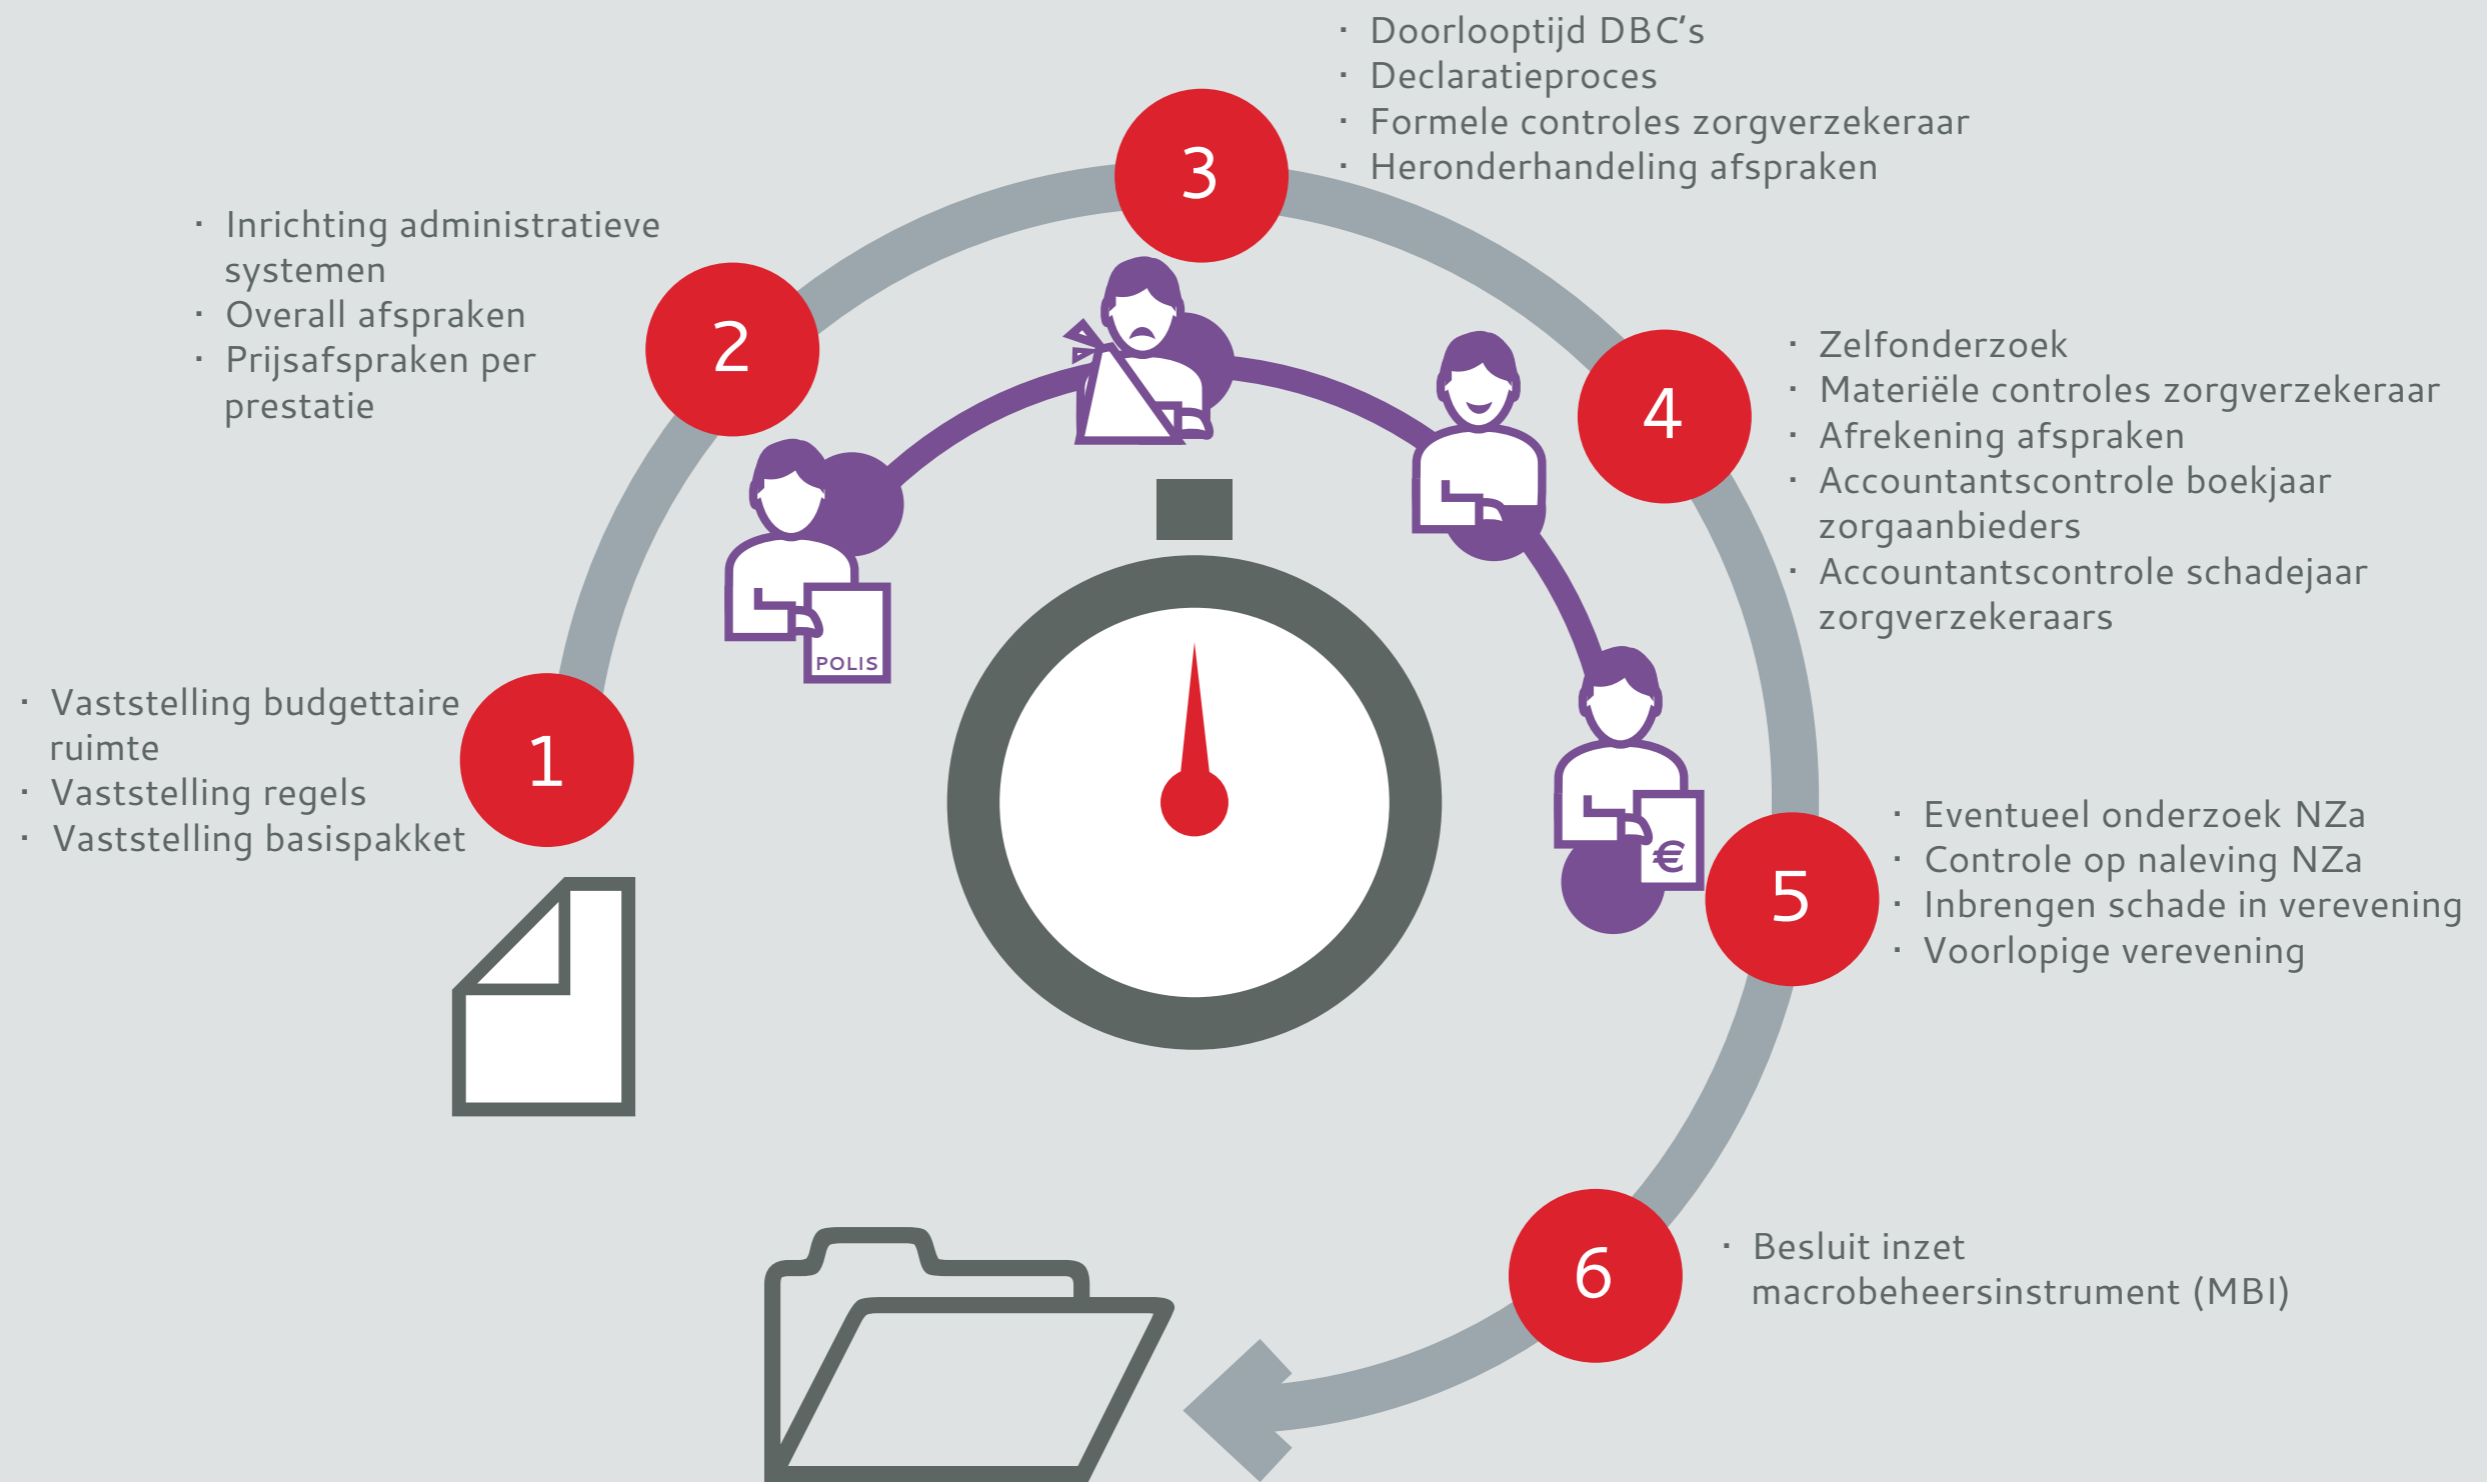 1
· Vaststelling budgettaire
ruimte
· Vaststelling regels
· Vaststelling basispakket
2
· Inrichting administratieve
systemen
· Overall afspraken
· Prijsafspraken per
prestatie
3
· Doorlooptijd DBC's
· Declaratieproces
· Formele controles zorgverzekeraar
· Heronderhandeling afspraken
4
· Zelfonderzoek
· Materiële controles zorgverzekeraar
· Afrekening afspraken
· Accountantscontrole boekjaar
zorgaanbieders
· Accountantscontrole schadejaar
zorgverzekeraars
5
· Eventueel onderzoek NZa
· Controle op naleving NZa
· Inbrengen schade in verevening
· Voorlopige verevening
6
· Besluit inzet
macrobeheersinstrument (MBI)
POLIS
€